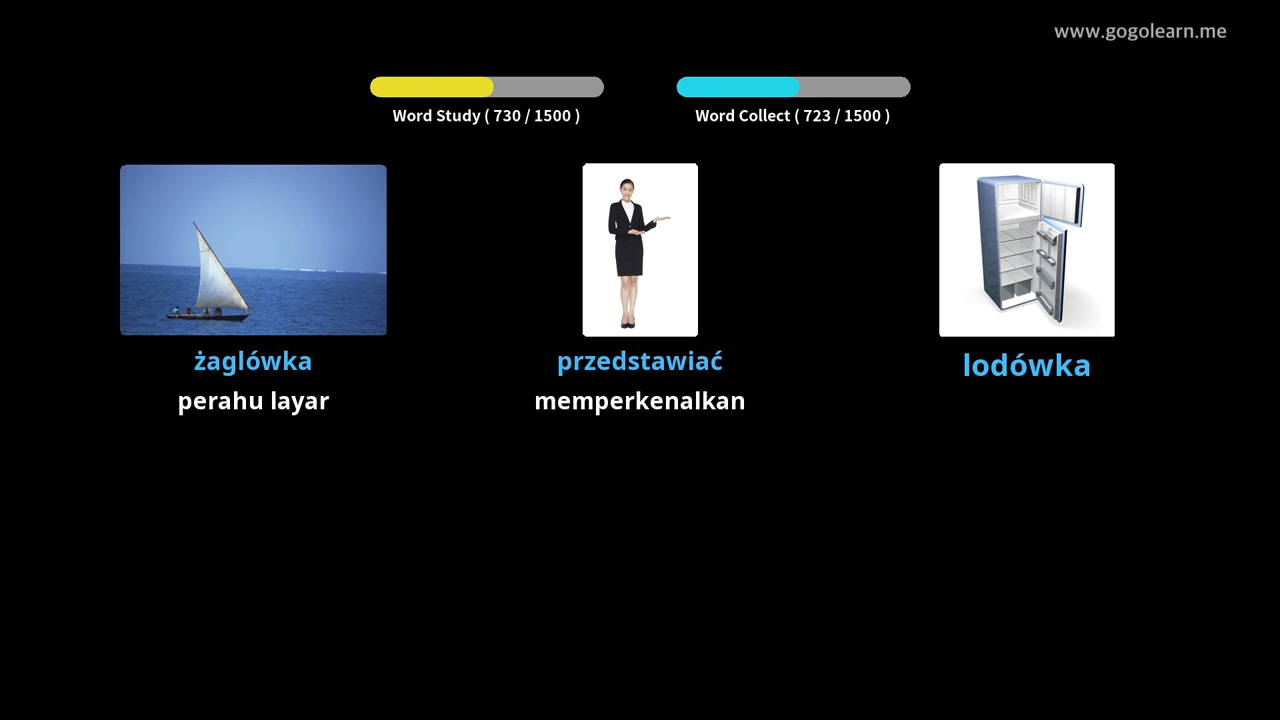 www.gogolearn.me
Word Study ( 730 / 1500 )
Word Collect ( 723 / 1500 )
żaglówka
przedstawiać
lodówka
perahu layar
memperkenalkan